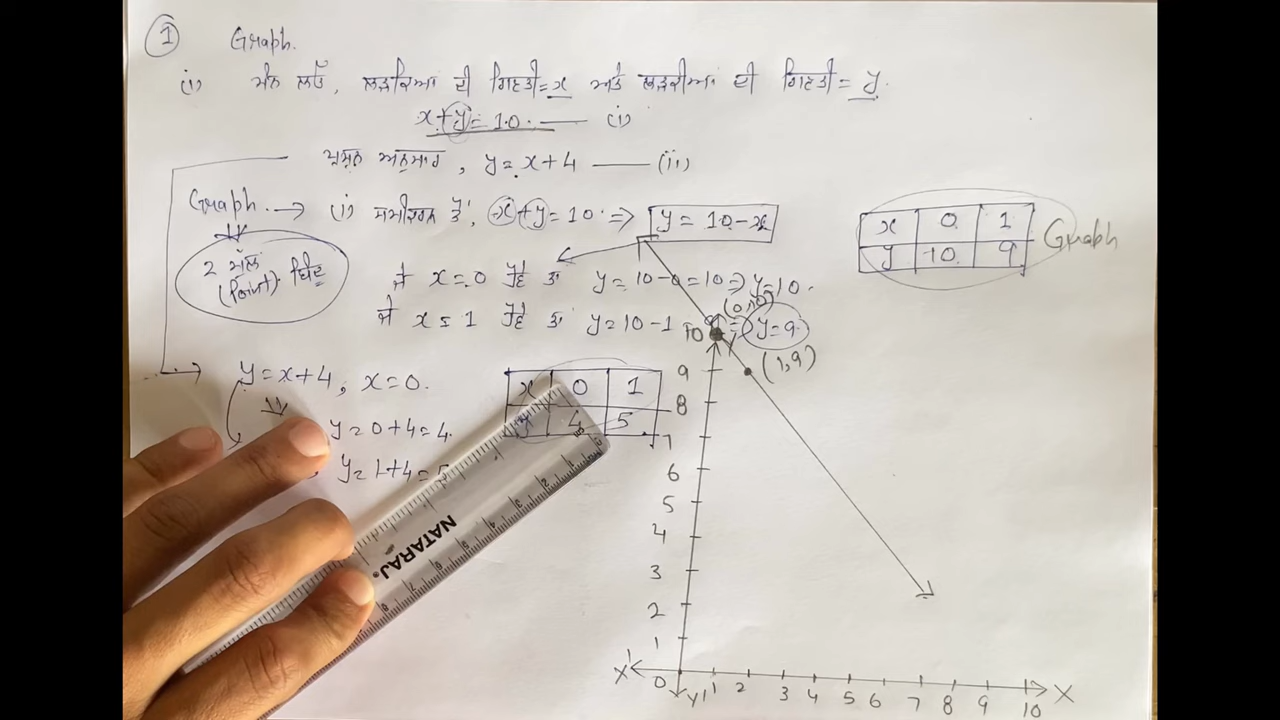 1 Graph.
(i) ਮੰਨ ਲਓ, ਲੜਕਿਆਂ ਦੀ ਗਿਣਤੀ = x ਅਤੇ ਲੜਕੀਆਂ ਦੀ ਗਿਣਤੀ = y.
x+y = 10. —— (i)
ਪ੍ਰਸ਼ਨ ਅਨੁਸਾਰ, y = x+4 —— (ii)
Graph. → (i) ਸਮੀਕਰਨ ਤੋਂ, x+y = 10. ⇒ y = 10-x
x 0 1
y 10 9
Graph
2 (Point) ਬਿੰਦੂ
ਜੇ x = 0 ਹੋਵੇ ਤਾਂ y = 10-0 = 10 ⇒ y = 10.
ਜੇ x = 1 ਹੋਵੇ ਤਾਂ y = 10-1 = y = 9.
(0,10)
(1,9)
y = x+4, x = 0.
y = 0+4 = 4.
y = 1+4 = 5
x 0 1
4 5
NATARAJ
10
9
8
7
6
5
4
3
2
1
X' 0 Y' 1 2 3 4 5 6 7 8 9 10 X